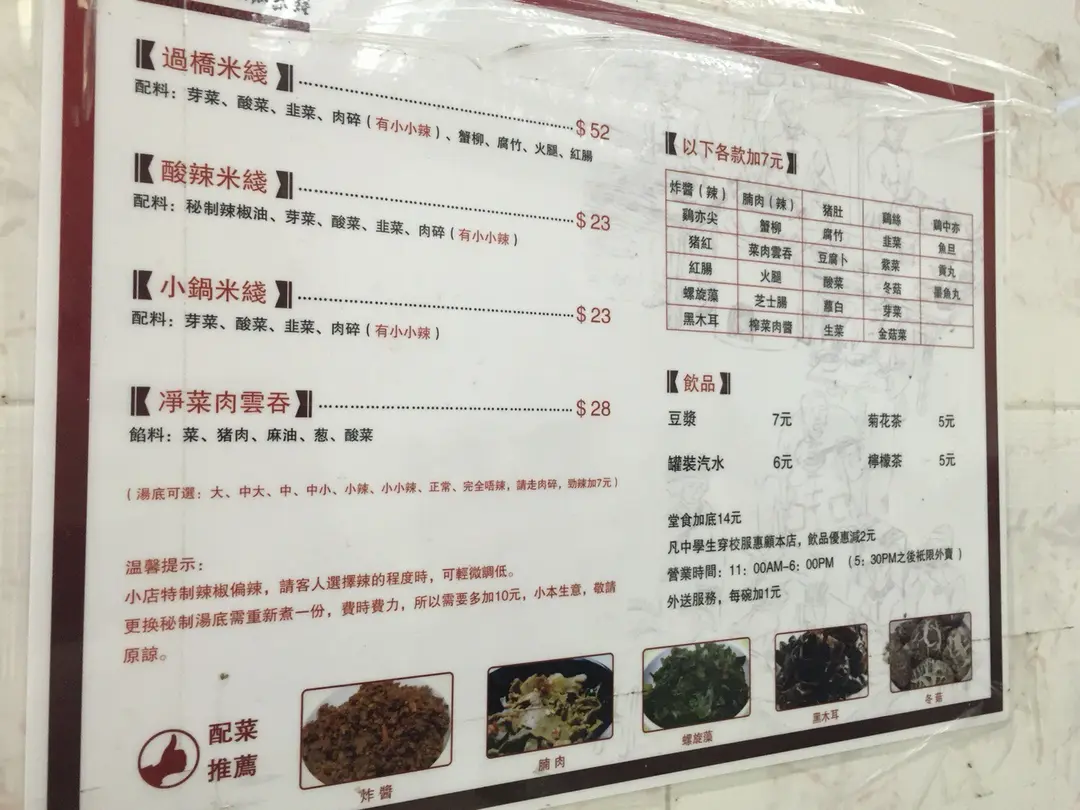 【過橋米綫】 $52
配料：芽菜、酸菜、韭菜、肉碎（有小小辣）、蟹柳、腐竹、火腿、紅腸
【酸辣米綫】 $23
配料：秘制辣椒油、芽菜、酸菜、韭菜、肉碎（有小小辣）
【小鍋米綫】 $23
配料：芽菜、酸菜、韭菜、肉碎（有小小辣）
【淨菜肉雲吞】 $28
餡料：菜、猪肉、麻油、葱、酸菜
（湯底可選：大、中大、中、中小、小辣、小小辣、正常、完全唔辣，請走肉碎，勁辣加7元）
温馨提示：
小店特制辣椒偏辣，請客人選擇辣的程度時，可輕微調低。
更換秘制湯底需重新煮一份，費時費力，所以需要多加10元，小本生意，敬請
原諒。
【以下各款加7元】
炸醬（辣） 腩肉（辣） 豬肚 鷄絲 鷄中亦
鷄亦尖 蟹柳 腐竹 韭菜 魚旦
猪紅 菜肉雲吞 豆腐卜 紫菜 貢丸
紅腸 火腿 酸菜 冬菇 墨魚丸
螺旋藻 芝士腸 蘿白 芽菜
黑木耳 榨菜肉醬 生菜 金菇菜
【飲品】
豆漿 7元 菊花茶 5元
罐裝汽水 6元 檸檬茶 5元
堂食加底14元
凡中學生穿校服惠顧本店，飲品優惠減2元
營業時間：11：00AM-6：00PM （5：30PM之後衹限外賣）
外送服務，每碗加1元
配菜
推薦
炸醬
腩肉
螺旋藻
黑木耳
冬菇